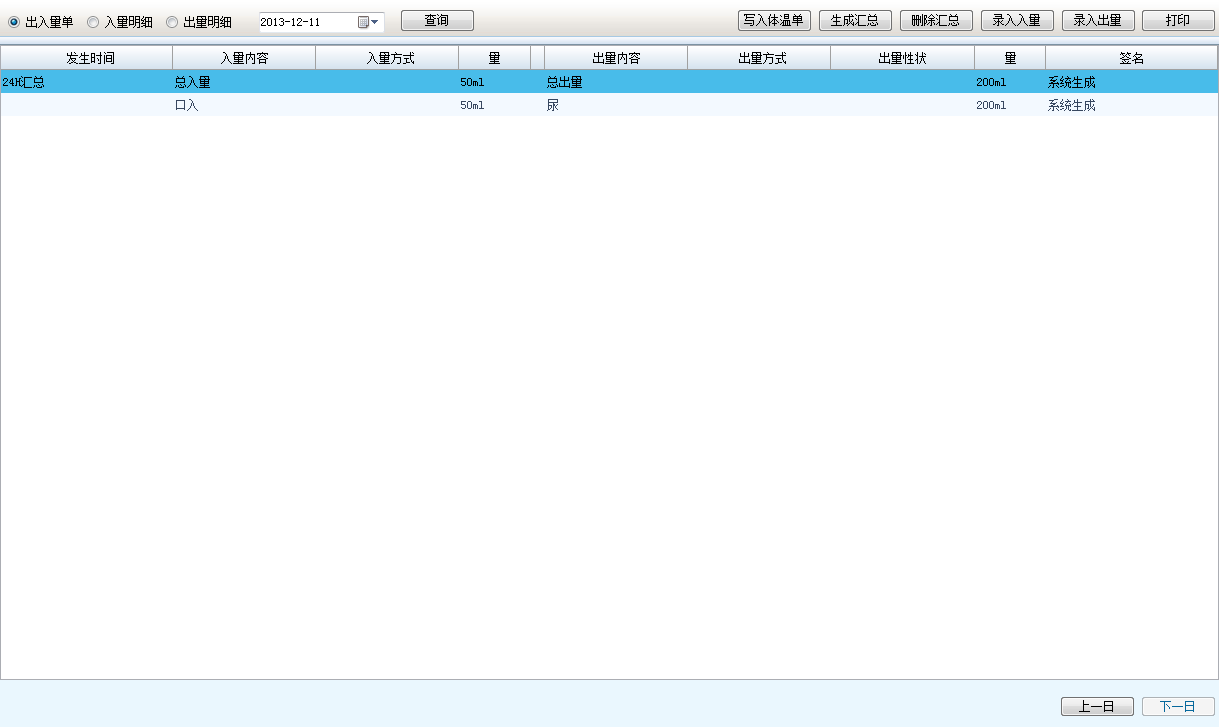 出入量单 入量明细 出量明细 2013-12-11 查询 写入体温单 生成汇总 删除汇总 录入入量 录入出量 打印
发生时间 入量内容 入量方式 量 出量内容 出量方式 出量性状 量 签名
24H汇总 总入量 50ml 总出量 200ml 系统生成
口入 50ml 尿 200ml 系统生成
上一日 下一日